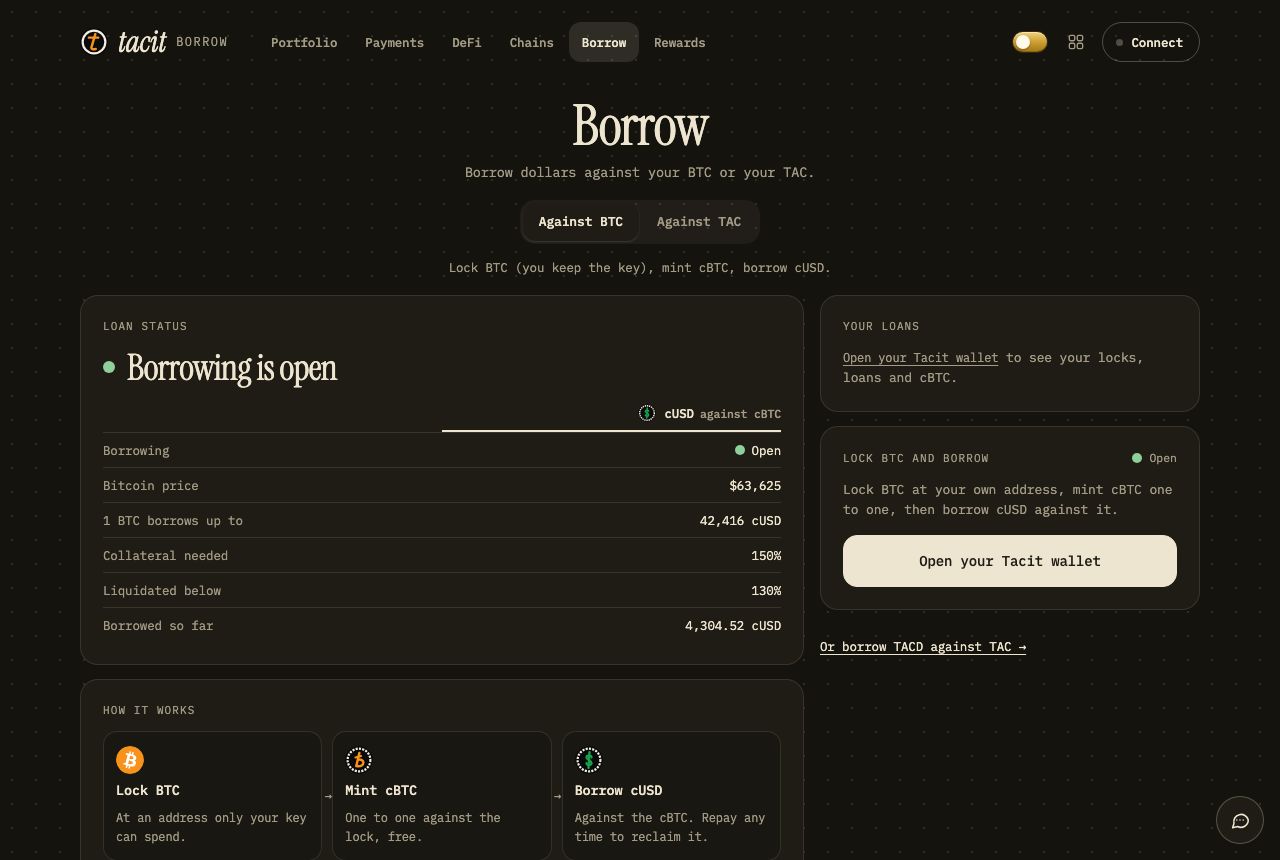 tacit BORROW Portfolio Payments DeFi Chains Borrow Rewards Connect
Borrow
Borrow dollars against your BTC or your TAC.
Against BTC Against TAC
Lock BTC (you keep the key), mint cBTC, borrow cUSD.
LOAN STATUS
Borrowing is open
cUSD against cBTC
Borrowing Open
Bitcoin price $63,625
1 BTC borrows up to 42,416 cUSD
Collateral needed 150%
Liquidated below 130%
Borrowed so far 4,304.52 cUSD
YOUR LOANS
Open your Tacit wallet to see your locks,
loans and cBTC.
LOCK BTC AND BORROW Open
Lock BTC at your own address, mint cBTC one
to one, then borrow cUSD against it.
Open your Tacit wallet
Or borrow TACD against TAC →
HOW IT WORKS
Lock BTC
At an address only your key
can spend.
→
Mint cBTC
One to one against the
lock, free.
→
Borrow cUSD
Against the cBTC. Repay any
time to reclaim it.